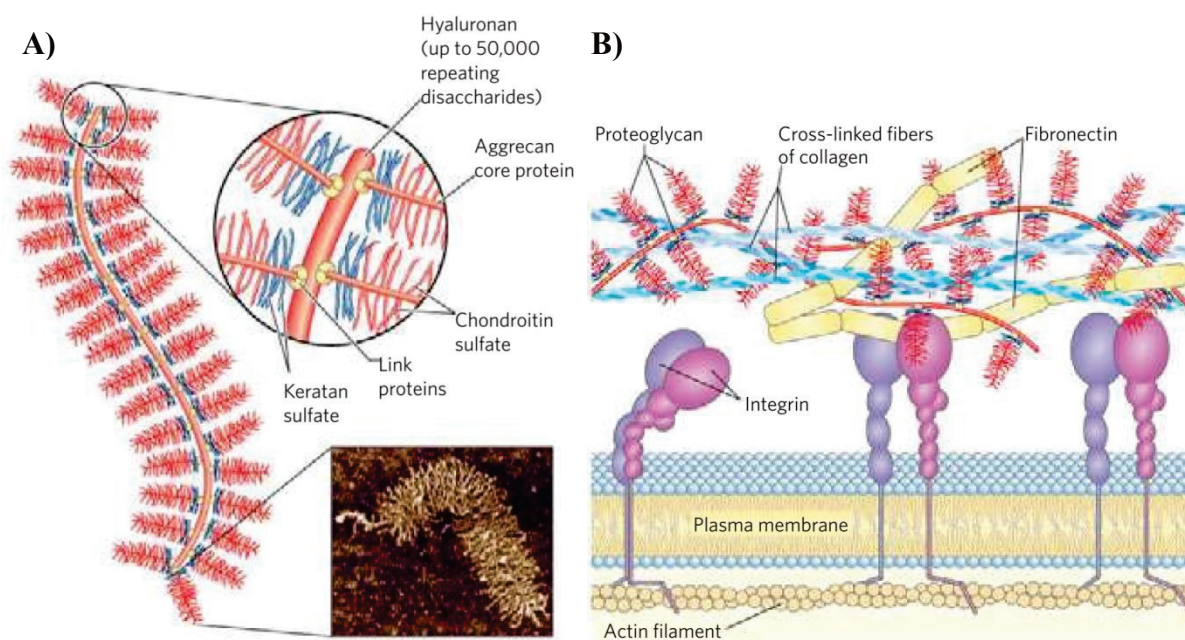 A)
Hyaluronan
(up to 50,000
repeating
disaccharides)
Aggrecan
core protein
Chondroitin
sulfate
Link
proteins
Keratan
sulfate
B)
Proteoglycan
Cross-linked fibers
of collagen
Fibronectin
Integrin
Plasma membrane
Actin filament